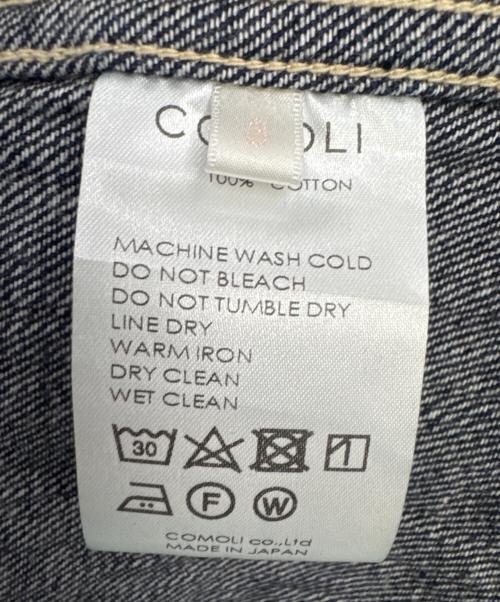 COMOLI
100% COTTON
MACHINE WASH COLD
DO NOT BLEACH
DO NOT TUMBLE DRY
LINE DRY
WARM IRON
DRY CLEAN
WET CLEAN
30
F W
COMOLI co.,Ltd
MADE IN JAPAN